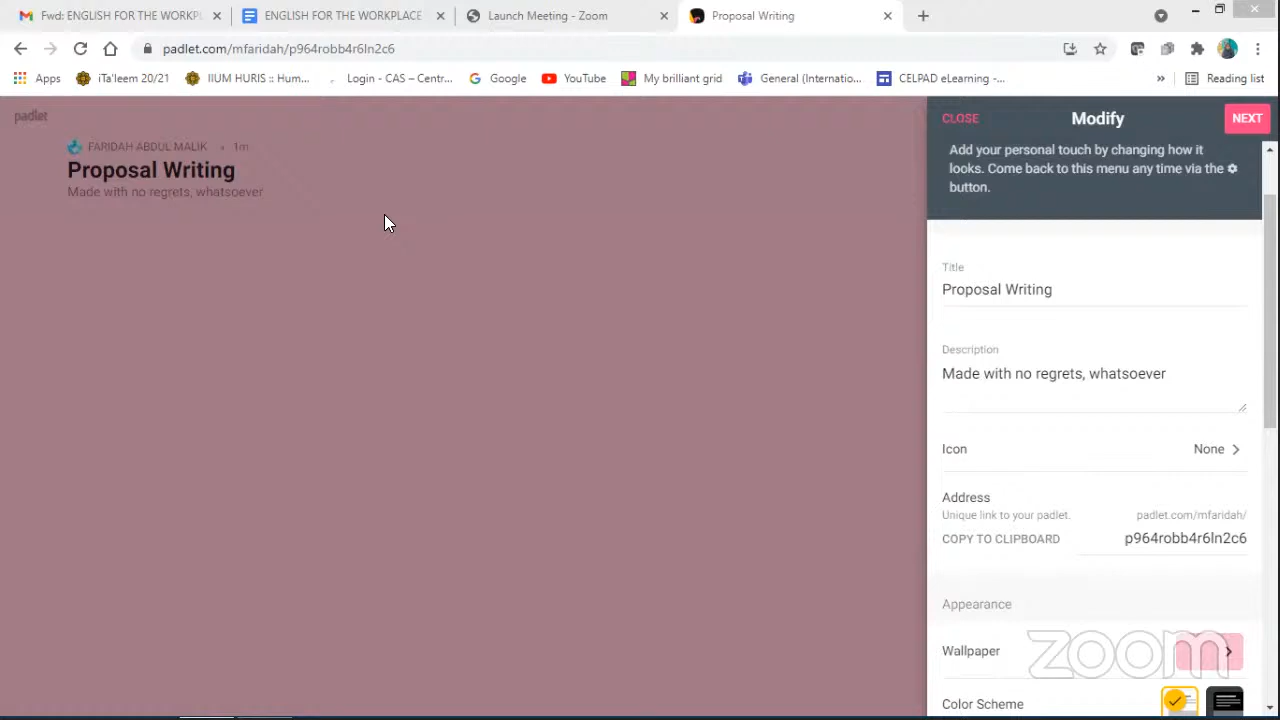 Fwd: ENGLISH FOR THE WORKPL
ENGLISH FOR THE WORKPLACE
Launch Meeting - Zoom
Proposal Writing
padlet.com/mfaridah/p964robb4r6ln2c6
Apps
iTa'leem 20/21
IIUM HURIS :: Hum...
Login - CAS – Centr...
Google
YouTube
My brilliant grid
General (Internatio...
CELPAD eLearning -...
»
Reading list
padlet
FARIDAH ABDUL MALIK • 1m
Proposal Writing
Made with no regrets, whatsoever
CLOSE
Modify
NEXT
Add your personal touch by changing how it
looks. Come back to this menu any time via the
button.
Title
Proposal Writing
Description
Made with no regrets, whatsoever
Icon
None
Address
Unique link to your padlet.
padlet.com/mfaridah/
COPY TO CLIPBOARD
p964robb4r6ln2c6
Appearance
Wallpaper
zoom
Color Scheme